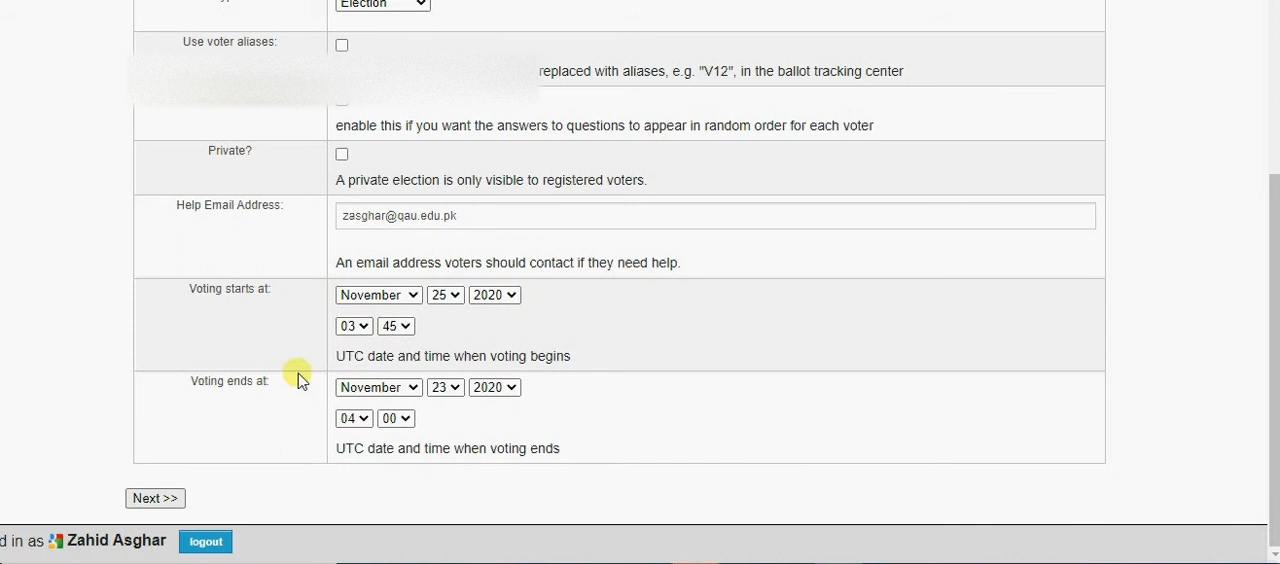 Election
Use voter aliases:
replaced with aliases, e.g. "V12", in the ballot tracking center
enable this if you want the answers to questions to appear in random order for each voter
Private?
A private election is only visible to registered voters.
Help Email Address:
zasghar@qau.edu.pk
An email address voters should contact if they need help.
Voting starts at:
November 25 2020
03 45
UTC date and time when voting begins
Voting ends at:
November 23 2020
04 00
UTC date and time when voting ends
Next >>
d in as Zahid Asghar logout